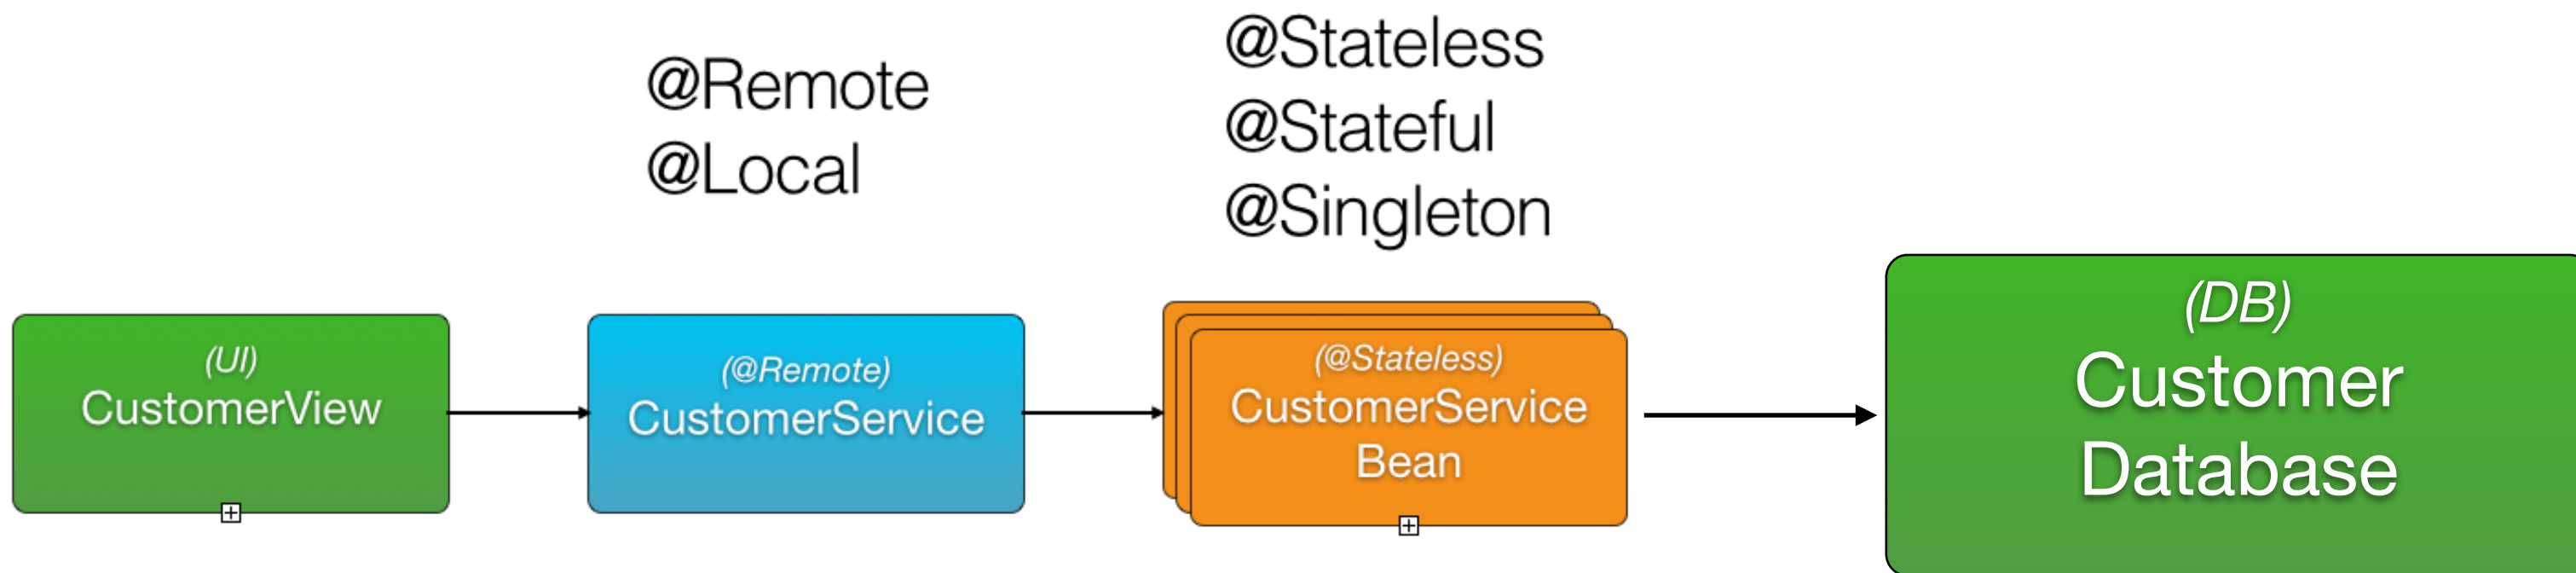 @Remote
@Local
@Stateless
@Stateful
@Singleton
(UI)
CustomerView
(@Remote)
CustomerService
(@Stateless)
CustomerService
Bean
(DB)
Customer
Database